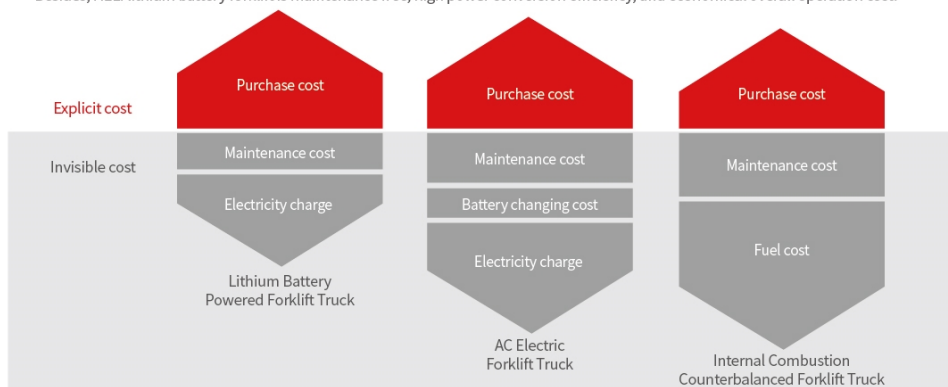 Purchase cost
Purchase cost
Purchase cost
Explicit cost
Invisible cost
Maintenance cost
Electricity charge
Lithium Battery
Powered Forklift Truck
Maintenance cost
Battery changing cost
Electricity charge
AC Electric
Forklift Truck
Maintenance cost
Fuel cost
Internal Combustion
Counterbalanced Forklift Truck